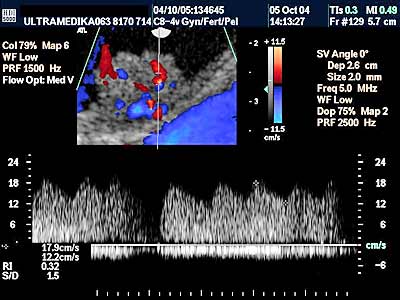 ULTRAMEDIKA063 8170 714
04/10/05:134645
C8-4v Gyn/Fert/Pel
05 Oct 04
14:13:27
TIs 0.3 MI 0.49
Fr #129 5.7 cm
Col 79% Map 6
WF Low
PRF 1500 Hz
Flow Opt: Med V
ATL
+ 11.5
- 2
- 3
- 11.5
cm/s
SV Angle 0°
Dep 2.6 cm
Size 2.0 mm
Freq 5.0 MHz
WF Low
Dop 75% Map 2
PRF 2500 Hz
24
18
12
6
17.9cm/s
12.2cm/s
RI 0.32
S/D 1.5
24
18
12
6
cm/s
-6